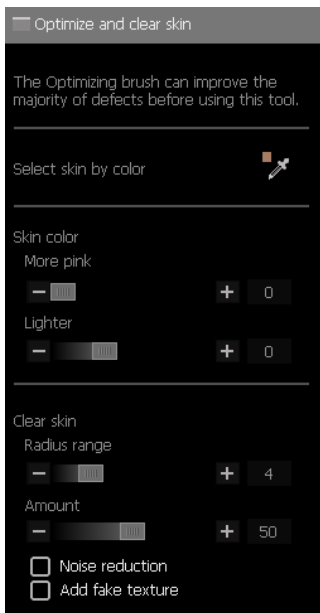 Optimize and clear skin
The Optimizing brush can improve the
majority of defects before using this tool.
Select skin by color
Skin color
More pink
0
Lighter
0
Clear skin
Radius range
4
Amount
50
Noise reduction
Add fake texture